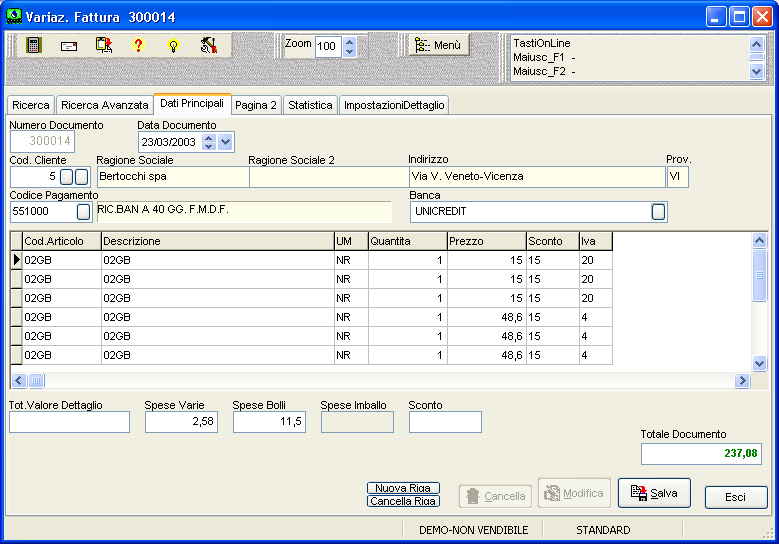 Variaz. Fattura 300014
Zoom 100
Menù
TastiOnLine
Maiusc_F1 -
Maiusc_F2 -
Ricerca Ricerca Avanzata Dati Principali Pagina 2 Statistica ImpostazioniDettaglio
Numero Documento Data Documento
300014 23/03/2003
Cod. Cliente Ragione Sociale Ragione Sociale 2 Indirizzo Prov.
5 Bertocchi spa Via V. Veneto-Vicenza VI
Codice Pagamento Banca
551000 RIC.BAN A 40 GG. F.M.D.F. UNICREDIT
Cod.Articolo Descrizione UM Quantita Prezzo Sconto Iva
02GB 02GB NR 1 15 15 20
02GB 02GB NR 1 15 15 20
02GB 02GB NR 1 15 15 20
02GB 02GB NR 1 48,6 15 4
02GB 02GB NR 1 48,6 15 4
02GB 02GB NR 1 48,6 15 4
Tot.Valore Dettaglio Spese Varie Spese Bolli Spese Imballo Sconto
2,58 11,5
Totale Documento
237,08
Nuova Riga
Cancella Riga
Cancella Modifica Salva Esci
DEMO-NON VENDIBILE STANDARD